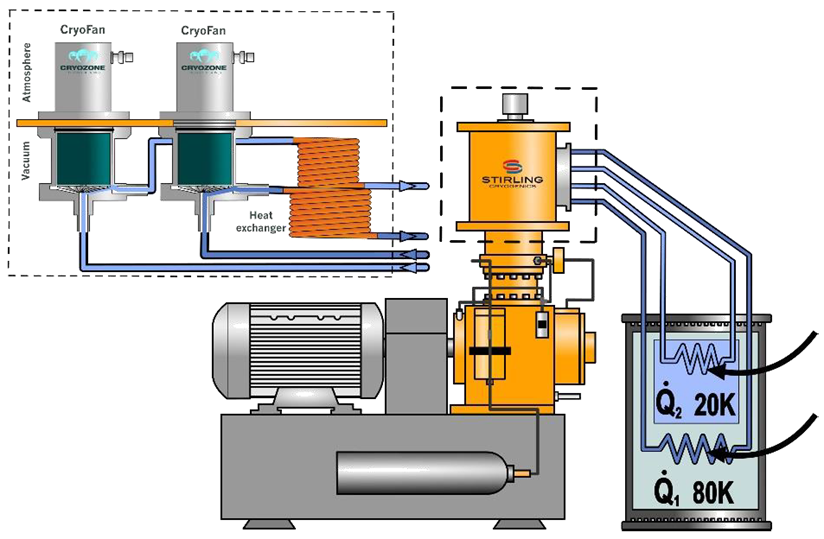 CryoFan
CryoFan
Atmosphere
CRYOZONE
CRYOZONE
Vacuum
Heat
exchanger
STIRLING
CRYOGENICS
Q̇₂ 20K
Q̇₁ 80K